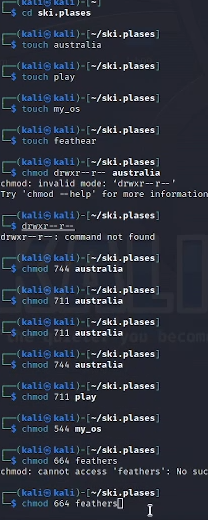 (kali㉿kali)-[~]
$ cd ski.plases
(kali㉿kali)-[~/ski.plases]
$ touch australia
(kali㉿kali)-[~/ski.plases]
$ touch play
(kali㉿kali)-[~/ski.plases]
$ touch my_os
(kali㉿kali)-[~/ski.plases]
$ touch feathear
(kali㉿kali)-[~/ski.plases]
$ chmod drwxr--r-- australia
chmod: invalid mode: ‘drwxr--r--’
Try 'chmod --help' for more information
(kali㉿kali)-[~/ski.plases]
$ drwxr--r--
drwxr--r--: command not found
(kali㉿kali)-[~/ski.plases]
$ chmod 744 australia
(kali㉿kali)-[~/ski.plases]
$ chmod 711 australia
(kali㉿kali)-[~/ski.plases]
$ chmod 711 australia
(kali㉿kali)-[~/ski.plases]
$ chmod 744 australia
(kali㉿kali)-[~/ski.plases]
$ chmod 711 play
(kali㉿kali)-[~/ski.plases]
$ chmod 544 my_os
(kali㉿kali)-[~/ski.plases]
$ chmod 664 feathers
chmod: cannot access 'feathers': No suc
(kali㉿kali)-[~/ski.plases]
$ chmod 664 feathers